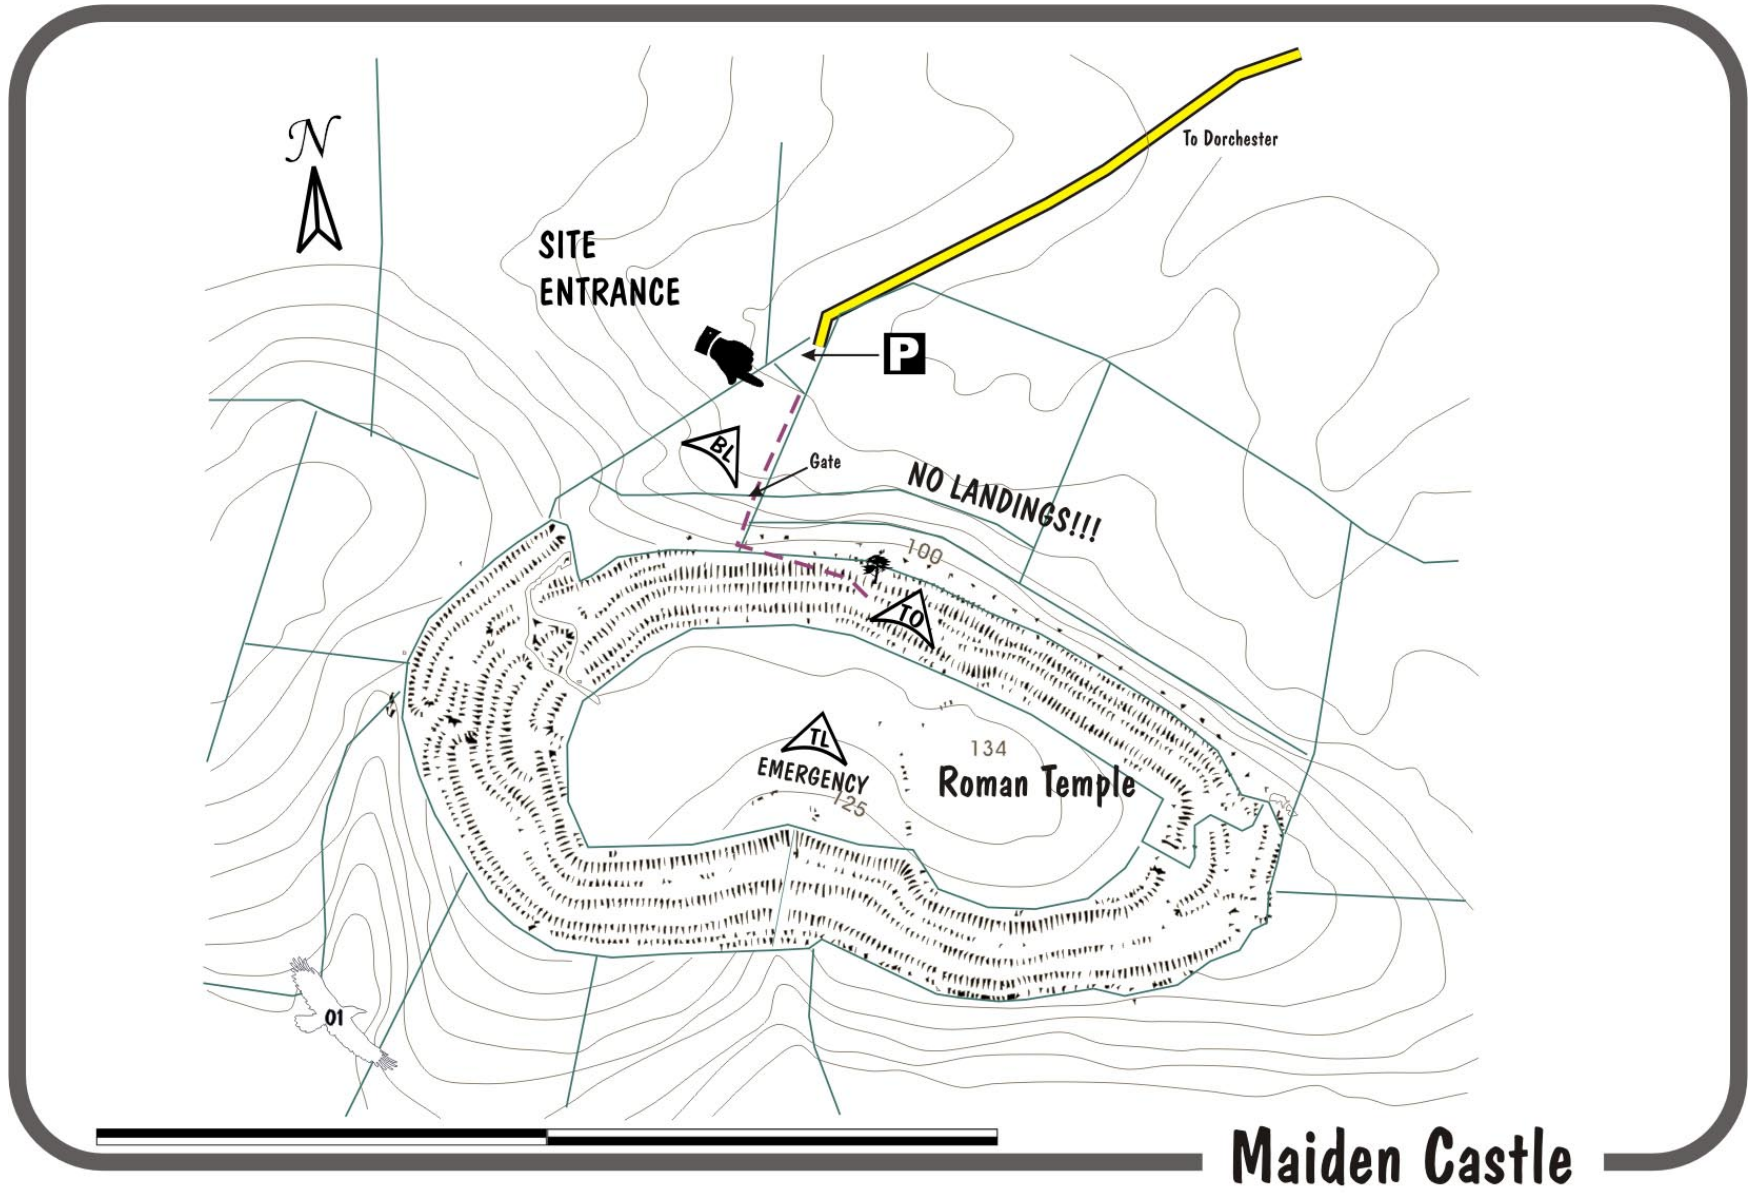 N
To Dorchester
SITE
ENTRANCE
P
BL
Gate
NO LANDINGS!!!
100
TO
TL
EMERGENCY
134
Roman Temple
125
01
Maiden Castle